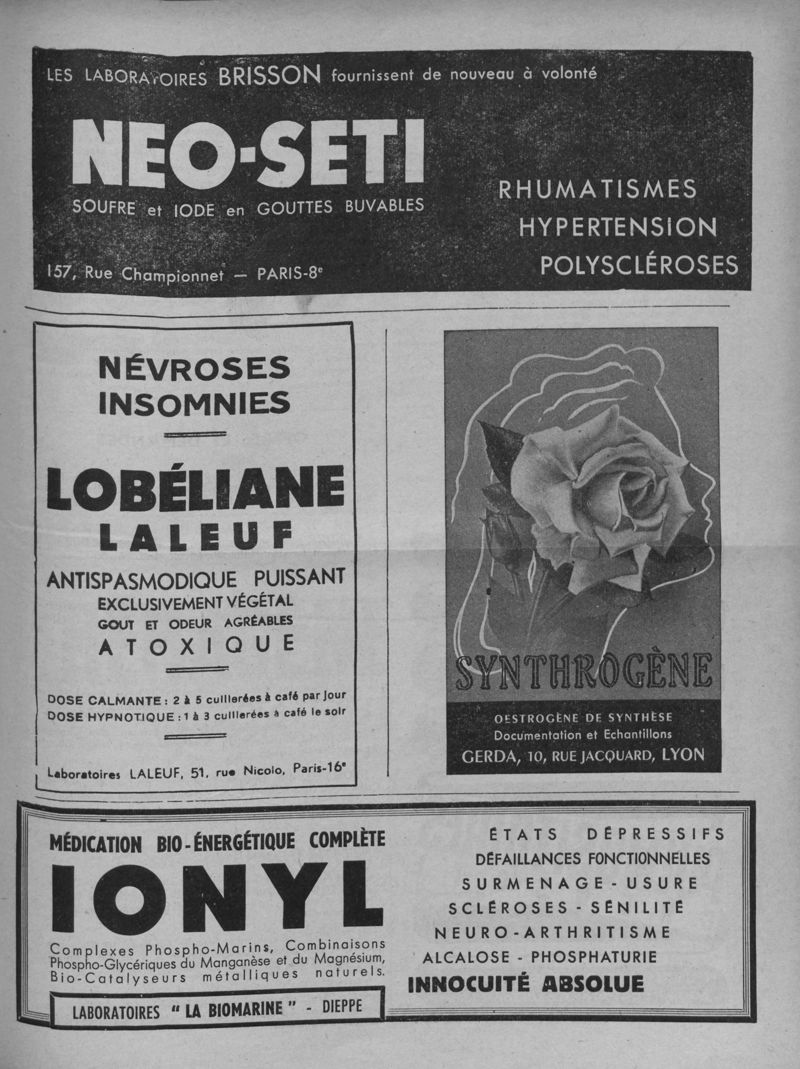 LES LABORATOIRES BRISSON fournissent de nouveau à volonté
NEO-SETI
SOUFRE et IODE en GOUTTES BUVABLES
RHUMATISMES
HYPERTENSION
POLYSCLÉROSES
157, Rue Championnet — PARIS-8e
NÉVROSES
INSOMNIES
LOBÉLIANE
LALEUF
ANTISPASMODIQUE PUISSANT
EXCLUSIVEMENT VÉGÉTAL
GOUT ET ODEUR AGRÉABLES
ATOXIQUE
DOSE CALMANTE : 2 à 5 cuillerées à café par jour
DOSE HYPNOTIQUE : 1 à 3 cuillerées à café le soir
Laboratoires LALEUF, 51, rue Nicolo, Paris-16e
SYNTHROGÈNE
OESTROGÈNE DE SYNTHÈSE
Documentation et Echantillons
GERDA, 10, RUE JACQUARD, LYON
MÉDICATION BIO-ÉNERGÉTIQUE COMPLÈTE
IONYL
Complexes Phospho-Marins, Combinaisons
Phospho-Glycériques du Manganèse et du Magnésium,
Bio-Catalyseurs métalliques naturels.
LABORATOIRES "LA BIOMARINE" - DIEPPE
ÉTATS DÉPRESSIFS
DÉFAILLANCES FONCTIONNELLES
SURMENAGE - USURE
SCLÉROSES - SÉNILITÉ
NEURO-ARTHRITISME
ALCALOSE - PHOSPHATURIE
INNOCUITÉ ABSOLUE